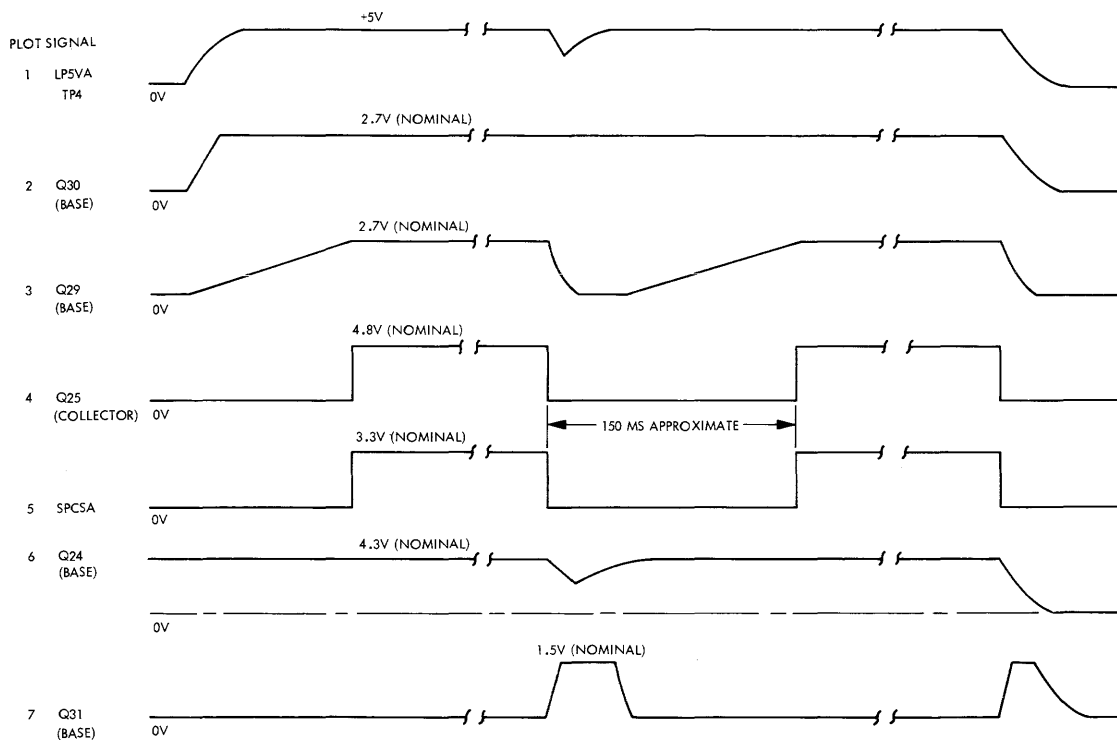 +5V
PLOT SIGNAL
1 LP5VA
TP4
0V
2.7V (NOMINAL)
2 Q30
(BASE)
0V
2.7V (NOMINAL)
3 Q29
(BASE)
0V
4.8V (NOMINAL)
4 Q25
(COLLECTOR)
0V
150 MS APPROXIMATE
3.3V (NOMINAL)
5 SPCSA
0V
4.3V (NOMINAL)
6 Q24
(BASE)
0V
1.5V (NOMINAL)
7 Q31
(BASE)
0V